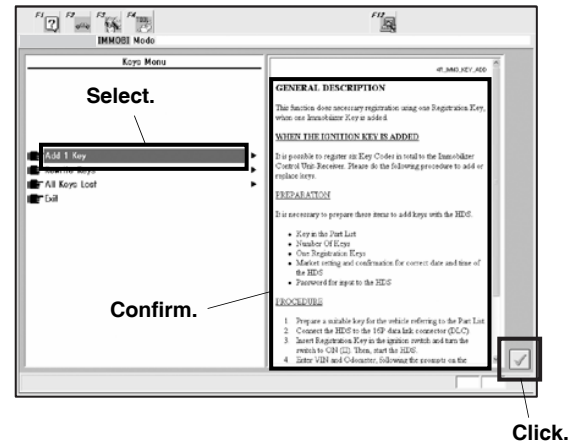 F1 F2 F3 F4 F12
IMMOBI Mode
Keys Menu
41_IMMO_KEY_ADD
Select.
GENERAL DESCRIPTION
This function does necessary registration using one Registration Key,
when one Immobilizer Key is added.
WHEN THE IGNITION KEY IS ADDED
Add 1 Key
It is possible to register six Key Codes in total to the Immobilizer
Rewrite Keys
Control Unit-Receiver. Please do the following procedure to add or
All Keys Lost
replace keys.
Exit
PREPARATION
It is necessary to prepare these items to add keys with the HDS.
• Key in the Part List
• Number Of Keys
• One Registration Keys
• Market setting and confirmation for correct date and time of
the HDS
• Password for input to the HDS
Confirm.
PROCEDURE
1 Prepare a suitable key for the vehicle referring to the Part List
2 Connect the HDS to the 16P data link connector (DLC)
3 Insert Registration Key in the ignition switch and turn the
switch to ON (II). Then, start the HDS.
4 Enter VIN and Odometer, following the prompts on the
Click.